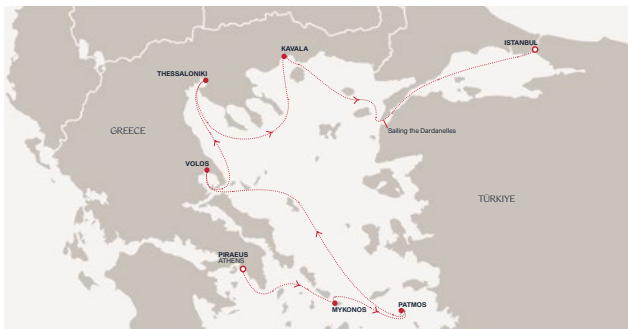 KAVALA
ISTANBUL
THESSALONIKI
Sailing the Dardanelles
GREECE
VOLOS
TÜRKIYE
PIRAEUS
ATHENS
MYKONOS
PATMOS